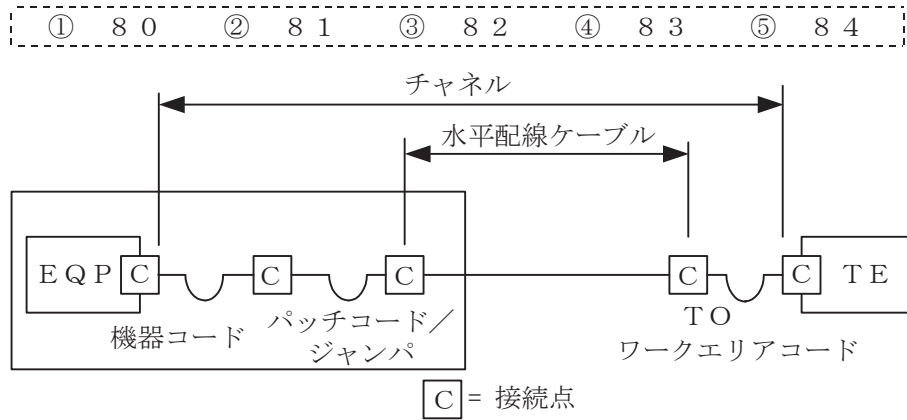 ① ８０ ② ８１ ③ ８２ ④ ８３ ⑤ ８４
チャネル
水平配線ケーブル
ＥＱＰ Ｃ Ｃ Ｃ Ｃ Ｃ ＴＥ
機器コード
パッチコード／
ジャンパ
ＴＯ
ワークエリアコード
Ｃ = 接続点